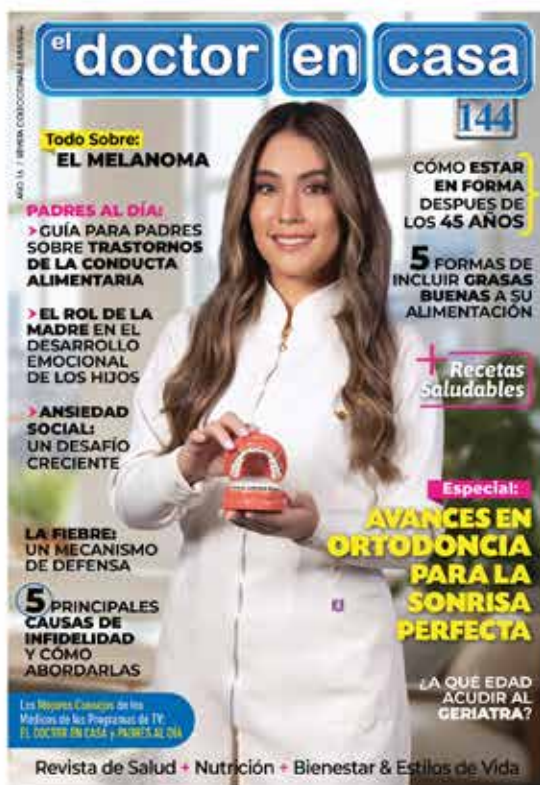 el doctor en casa
144
AÑO 16 / REVISTA COLECCIONABLE MENSUAL
Todo Sobre:
EL MELANOMA
PADRES AL DÍA:
>GUÍA PARA PADRES
SOBRE TRASTORNOS
DE LA CONDUCTA
ALIMENTARIA
>EL ROL DE LA
MADRE EN EL
DESARROLLO
EMOCIONAL
DE LOS HIJOS
>ANSIEDAD
SOCIAL:
UN DESAFÍO
CRECIENTE
LA FIEBRE:
UN MECANISMO
DE DEFENSA
5 PRINCIPALES
CAUSAS DE
INFIDELIDAD
Y CÓMO
ABORDARLAS
Los Mejores Consejos de los
Médicos de los Programas de TV:
EL DOCTOR EN CASA y PADRES AL DÍA
CÓMO ESTAR
EN FORMA
DESPUES DE
LOS 45 AÑOS
5 FORMAS DE
INCLUIR GRASAS
BUENAS A SU
ALIMENTACIÓN
+ Recetas
Saludables
Especial:
AVANCES EN
ORTODONCIA
PARA LA
SONRISA
PERFECTA
¿A QUÉ EDAD
ACUDIR AL
GERIATRA?
Revista de Salud + Nutrición + Bienestar & Estilos de Vida